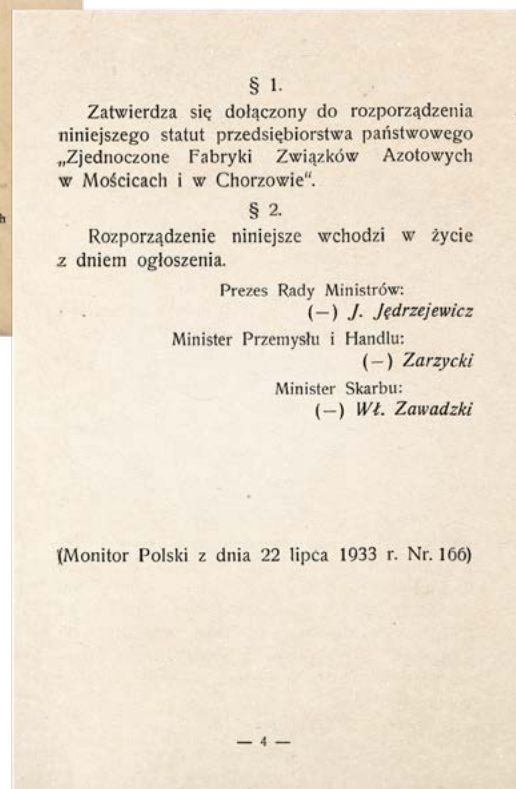 § 1.
Zatwierdza się dołączony do rozporządzenia
niniejszego statut przedsiębiorstwa państwowego
„Zjednoczone Fabryki Związków Azotowych
w Mościcach i w Chorzowie“.
§ 2.
Rozporządzenie niniejsze wchodzi w życie
z dniem ogłoszenia.
Prezes Rady Ministrów:
(—) J. Jędrzejewicz
Minister Przemysłu i Handlu:
(—) Zarzycki
Minister Skarbu:
(—) Wł. Zawadzki
(Monitor Polski z dnia 22 lipca 1933 r. Nr. 166)
— 4 —